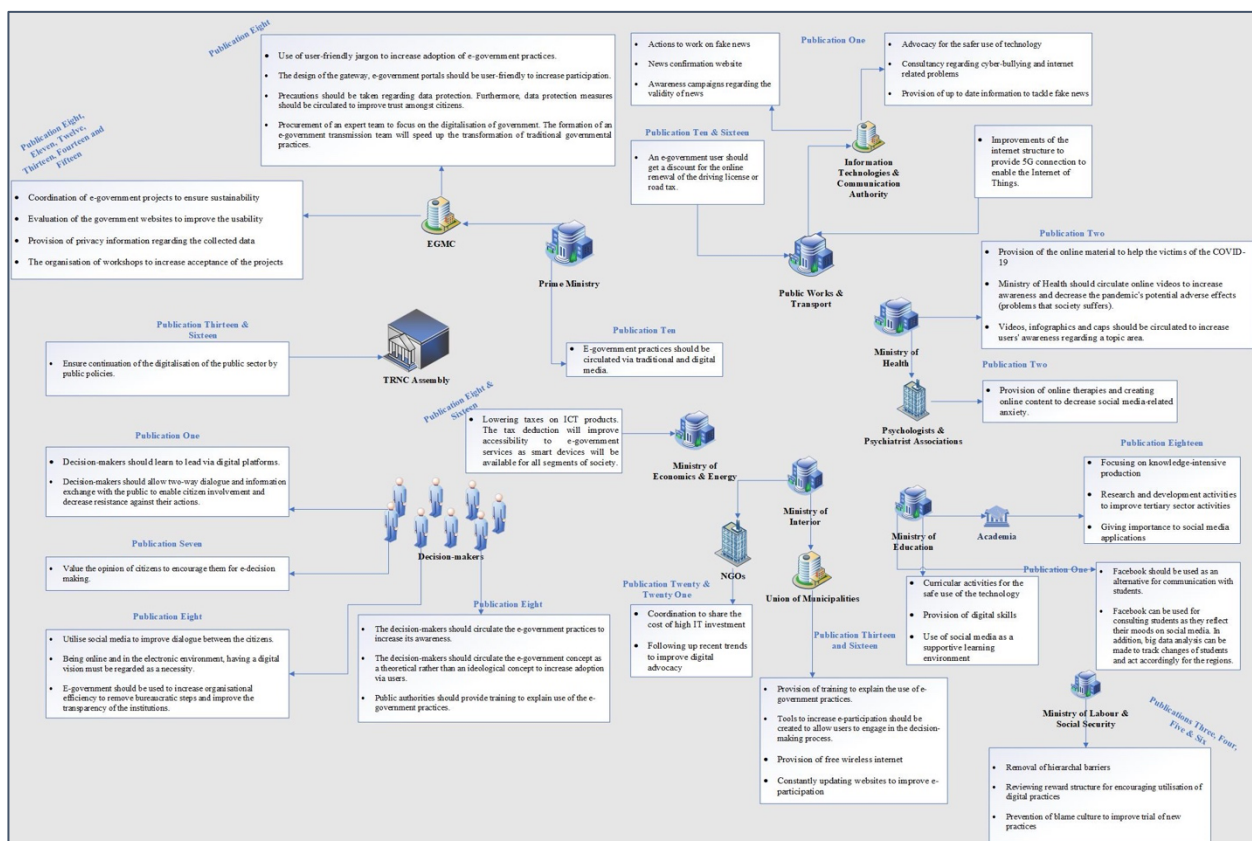 Publication Eight
• Use of user-friendly jargon to increase adoption of e-government practices.
• The design of the gateway, e-government portals should be user-friendly to increase participation.
• Precautions should be taken regarding data protection. Furthermore, data protection measures
should be circulated to improve trust amongst citizens.
• Procurement of an expert team to focus on the digitalisation of government. The formation of an
e-government transmission team will speed up the transformation of traditional governmental
practices.
Publication Eight,
Eleven, Twelve,
Thirteen, Fourteen and
Fifteen
• Coordination of e-government projects to ensure sustainability
• Evaluation of the government websites to improve the usability
• Provision of privacy information regarding the collected data
• The organisation of workshops to increase acceptance of the projects
EGMC
Prime Ministry
• Actions to work on fake news
• News confirmation website
• Awareness campaigns regarding the
validity of news
Publication One
• Advocacy for the safer use of technology
• Consultancy regarding cyber-bullying and internet
related problems
• Provision of up to date information to tackle fake news
Publication Ten & Sixteen
• An e-government user should
get a discount for the online
renewal of the driving license or
road tax.
Information
Technologies &
Communication
Authority
• Improvements of the
internet structure to
provide 5G connection to
enable the Internet of
Things.
Public Works &
Transport
Publication Two
• Provision of the online material to help the victims of the COVID-
19
• Ministry of Health should circulate online videos to increase
awareness and decrease the pandemic's potential adverse effects
(problems that society suffers).
• Videos, infographics and caps should be circulated to increase
users' awareness regarding a topic area.
Ministry of
Health
Publication Two
• Provision of online therapies and creating
online content to decrease social media-related
anxiety.
Psychologists &
Psychiatrist Associations
Publication Thirteen &
Sixteen
• Ensure continuation of the digitalisation of the public sector by
public policies.
TRNC Assembly
Publication Ten
• E-government practices should be
circulated via traditional and digital
media.
Publication Eight &
Sixteen
• Lowering taxes on ICT products.
The tax deduction will improve
accessibility to e-government
services as smart devices will be
available for all segments of society.
Ministry of
Economics & Energy
Publication One
• Decision-makers should learn to lead via digital platforms.
• Decision-makers should allow two-way dialogue and information
exchange with the public to enable citizen involvement and
decrease resistance against their actions.
Publication Seven
• Value the opinion of citizens to encourage them for e-decision
making.
Decision-makers
Publication Eight
• Utilise social media to improve dialogue between the citizens.
• Being online and in the electronic environment, having a digital
vision must be regarded as a necessity.
• E-government should be used to increase organisational
efficiency to remove bureaucratic steps and improve the
transparency of the institutions.
Publication Eight
• The decision-makers should circulate the e-government practices to
increase its awareness.
• The decision-makers should circulate the e-government concept as
a theoretical rather than an ideological concept to increase adoption
via users.
• Public authorities should provide training to explain use of the e-
government practices.
Ministry of
Interior
NGOs
Union of Municipalities
Publication Twenty &
Twenty One
• Coordination to share the
cost of high IT investment
• Following up recent trends
to improve digital
advocacy
Publication Thirteen
and Sixteen
• Provision of training to explain the use of e-
government practices.
• Tools to increase e-participation should be
created to allow users to engage in the decision-
making process.
• Provision of free wireless internet
• Constantly updating websites to improve e-
participation
Ministry of
Education
Academia
Publication Eighteen
• Focusing on knowledge-intensive
production
• Research and development activities
to improve tertiary sector activities
• Giving importance to social media
applications
Publication One
• Curricular activities for the
safe use of the technology
• Provision of digital skills
• Use of social media as a
supportive learning
environment
• Facebook should be used as an
alternative for communication with
students.
• Facebook can be used for
consulting students as they reflect
their moods on social media. In
addition, big data analysis can be
made to track changes of students
and act accordingly for the regions.
Ministry of Labour &
Social Security
Publications Three, Four,
Five & Six
• Removal of hierarchal barriers
• Reviewing reward structure for encouraging utilisation of
digital practices
• Prevention of blame culture to improve trial of new
practices